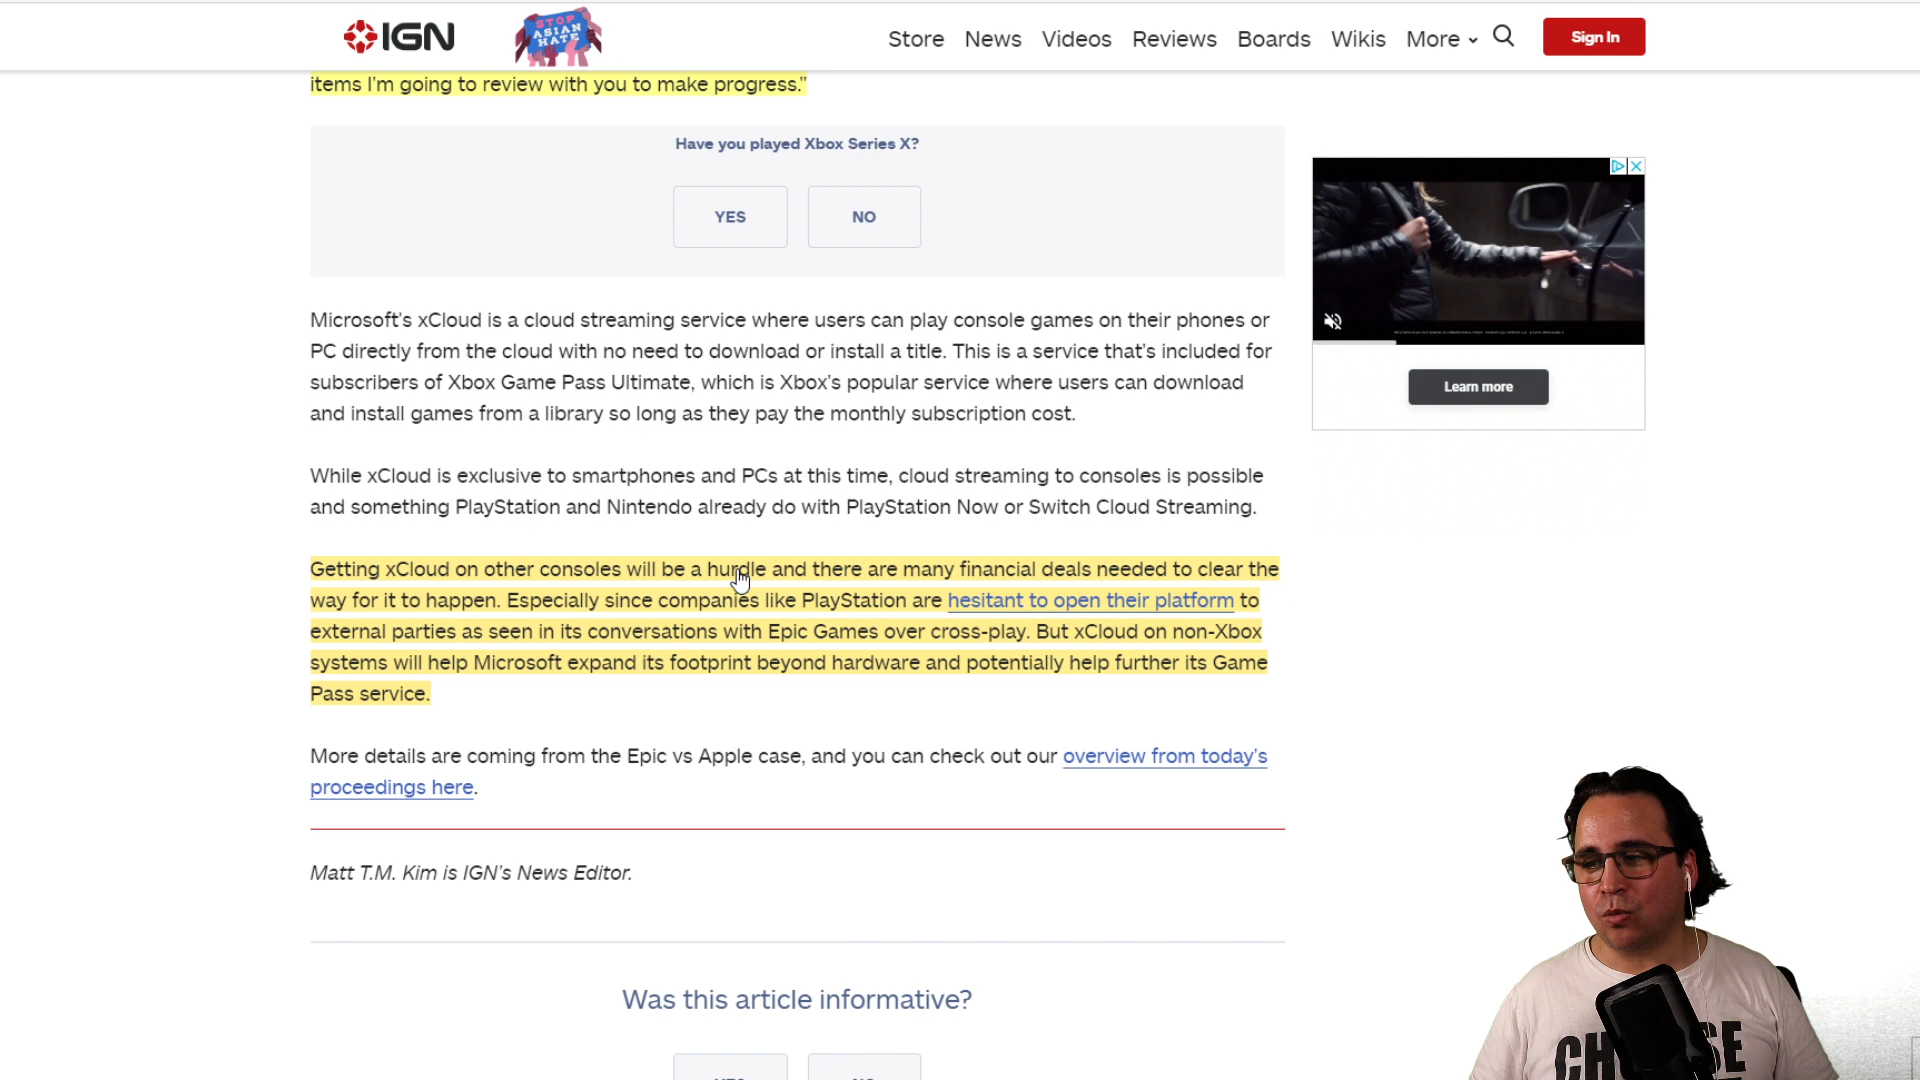 IGN
STOP
ASIAN
HATE
Store News Videos Reviews Boards Wikis More
Sign In
items I'm going to review with you to make progress."
Have you played Xbox Series X?
YES NO
Microsoft's xCloud is a cloud streaming service where users can play console games on their phones or
PC directly from the cloud with no need to download or install a title. This is a service that's included for
subscribers of Xbox Game Pass Ultimate, which is Xbox's popular service where users can download
and install games from a library so long as they pay the monthly subscription cost.
Learn more
While xCloud is exclusive to smartphones and PCs at this time, cloud streaming to consoles is possible
and something PlayStation and Nintendo already do with PlayStation Now or Switch Cloud Streaming.
Getting xCloud on other consoles will be a hurdle and there are many financial deals needed to clear the
way for it to happen. Especially since companies like PlayStation are hesitant to open their platform to
external parties as seen in its conversations with Epic Games over cross-play. But xCloud on non-Xbox
systems will help Microsoft expand its footprint beyond hardware and potentially help further its Game
Pass service.
More details are coming from the Epic vs Apple case, and you can check out our overview from today's
proceedings here.
Matt T.M. Kim is IGN's News Editor.
Was this article informative?
YES NO